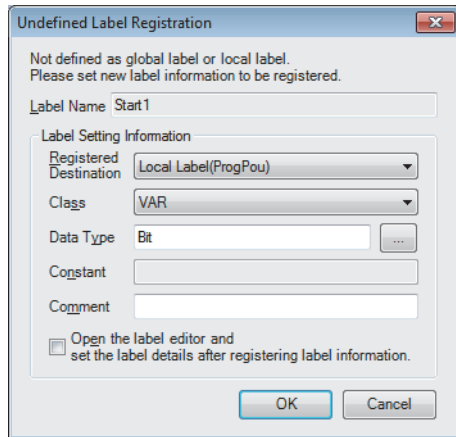 Undefined Label Registration
Not defined as global label or local label.
Please set new label information to be registered.
Label Name Start1
Label Setting Information
Registered
Destination Local Label(ProgPou)
Class VAR
Data Type Bit ...
Constant
Comment
Open the label editor and
set the label details after registering label information.
OK Cancel